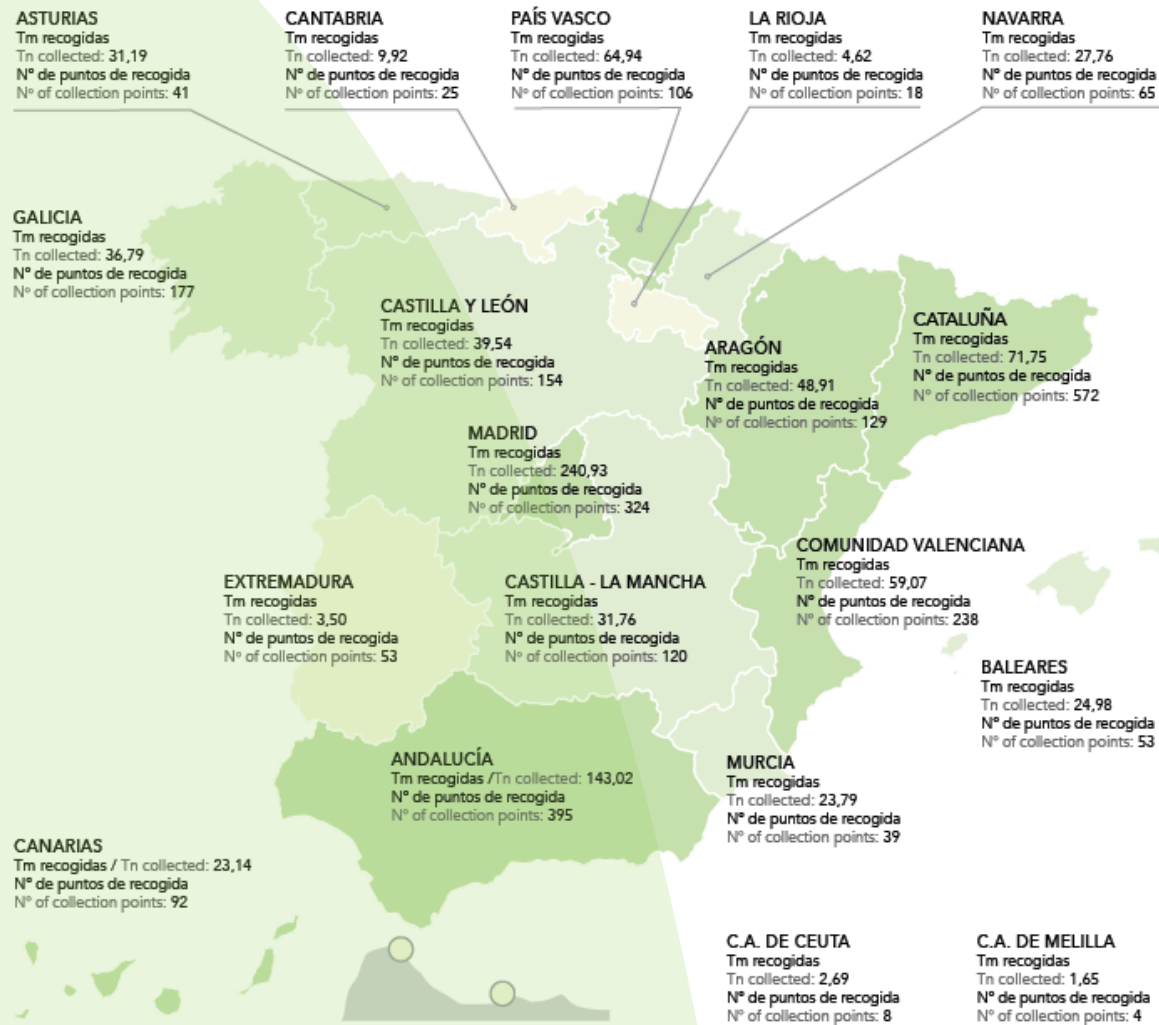 ASTURIAS
Tm recogidas
Tn collected: 31,19
Nº de puntos de recogida
Nº of collection points: 41
CANTABRIA
Tm recogidas
Tn collected: 9,92
Nº de puntos de recogida
Nº of collection points: 25
PAÍS VASCO
Tm recogidas
Tn collected: 64,94
Nº de puntos de recogida
Nº of collection points: 106
LA RIOJA
Tm recogidas
Tn collected: 4,62
Nº de puntos de recogida
Nº of collection points: 18
NAVARRA
Tm recogidas
Tn collected: 27,76
Nº de puntos de recogida
Nº of collection points: 65
GALICIA
Tm recogidas
Tn collected: 36,79
Nº de puntos de recogida
Nº of collection points: 177
CASTILLA Y LEÓN
Tm recogidas
Tn collected: 39,54
Nº de puntos de recogida
Nº of collection points: 154
ARAGÓN
Tm recogidas
Tn collected: 48,91
Nº de puntos de recogida
Nº of collection points: 129
CATALUÑA
Tm recogidas
Tn collected: 71,75
Nº de puntos de recogida
Nº of collection points: 572
MADRID
Tm recogidas
Tn collected: 240,93
Nº de puntos de recogida
Nº of collection points: 324
EXTREMADURA
Tm recogidas
Tn collected: 3,50
Nº de puntos de recogida
Nº of collection points: 53
CASTILLA - LA MANCHA
Tm recogidas
Tn collected: 31,76
Nº de puntos de recogida
Nº of collection points: 120
COMUNIDAD VALENCIANA
Tm recogidas
Tn collected: 59,07
Nº de puntos de recogida
Nº of collection points: 238
BALEARES
Tm recogidas
Tn collected: 24,98
Nº de puntos de recogida
Nº of collection points: 53
ANDALUCÍA
Tm recogidas /Tn collected: 143,02
Nº de puntos de recogida
Nº of collection points: 395
MURCIA
Tm recogidas
Tn collected: 23,79
Nº de puntos de recogida
Nº of collection points: 39
CANARIAS
Tm recogidas / Tn collected: 23,14
Nº de puntos de recogida
Nº of collection points: 92
C.A. DE CEUTA
Tm recogidas
Tn collected: 2,69
Nº de puntos de recogida
Nº of collection points: 8
C.A. DE MELILLA
Tm recogidas
Tn collected: 1,65
Nº de puntos de recogida
Nº of collection points: 4